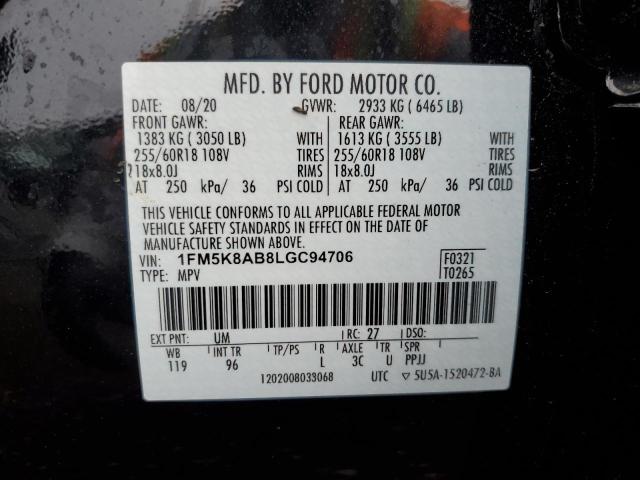 MFD. BY FORD MOTOR CO.
DATE: 08/20 GVWR: 2933 KG ( 6465 LB)
FRONT GAWR: REAR GAWR:
1383 KG ( 3050 LB) WITH 1613 KG ( 3555 LB) WITH
255/60R18 108V TIRES 255/60R18 108V TIRES
18x8.0J RIMS 18x8.0J RIMS
AT 250 kPa/ 36 PSI COLD AT 250 kPa/ 36 PSI COLD
THIS VEHICLE CONFORMS TO ALL APPLICABLE FEDERAL MOTOR
VEHICLE SAFETY STANDARDS IN EFFECT ON THE DATE OF
MANUFACTURE SHOWN ABOVE.
VIN: 1FM5K8AB8LGC94706 F0321
TYPE: MPV T0265
EXT PNT: UM RC: 27 DSO:
WB INT TR TP/PS R AXLE TR SPR
119 96 L 3C U PPJJ
1202008033068 UTC ▽ 5U5A-1520472-BA